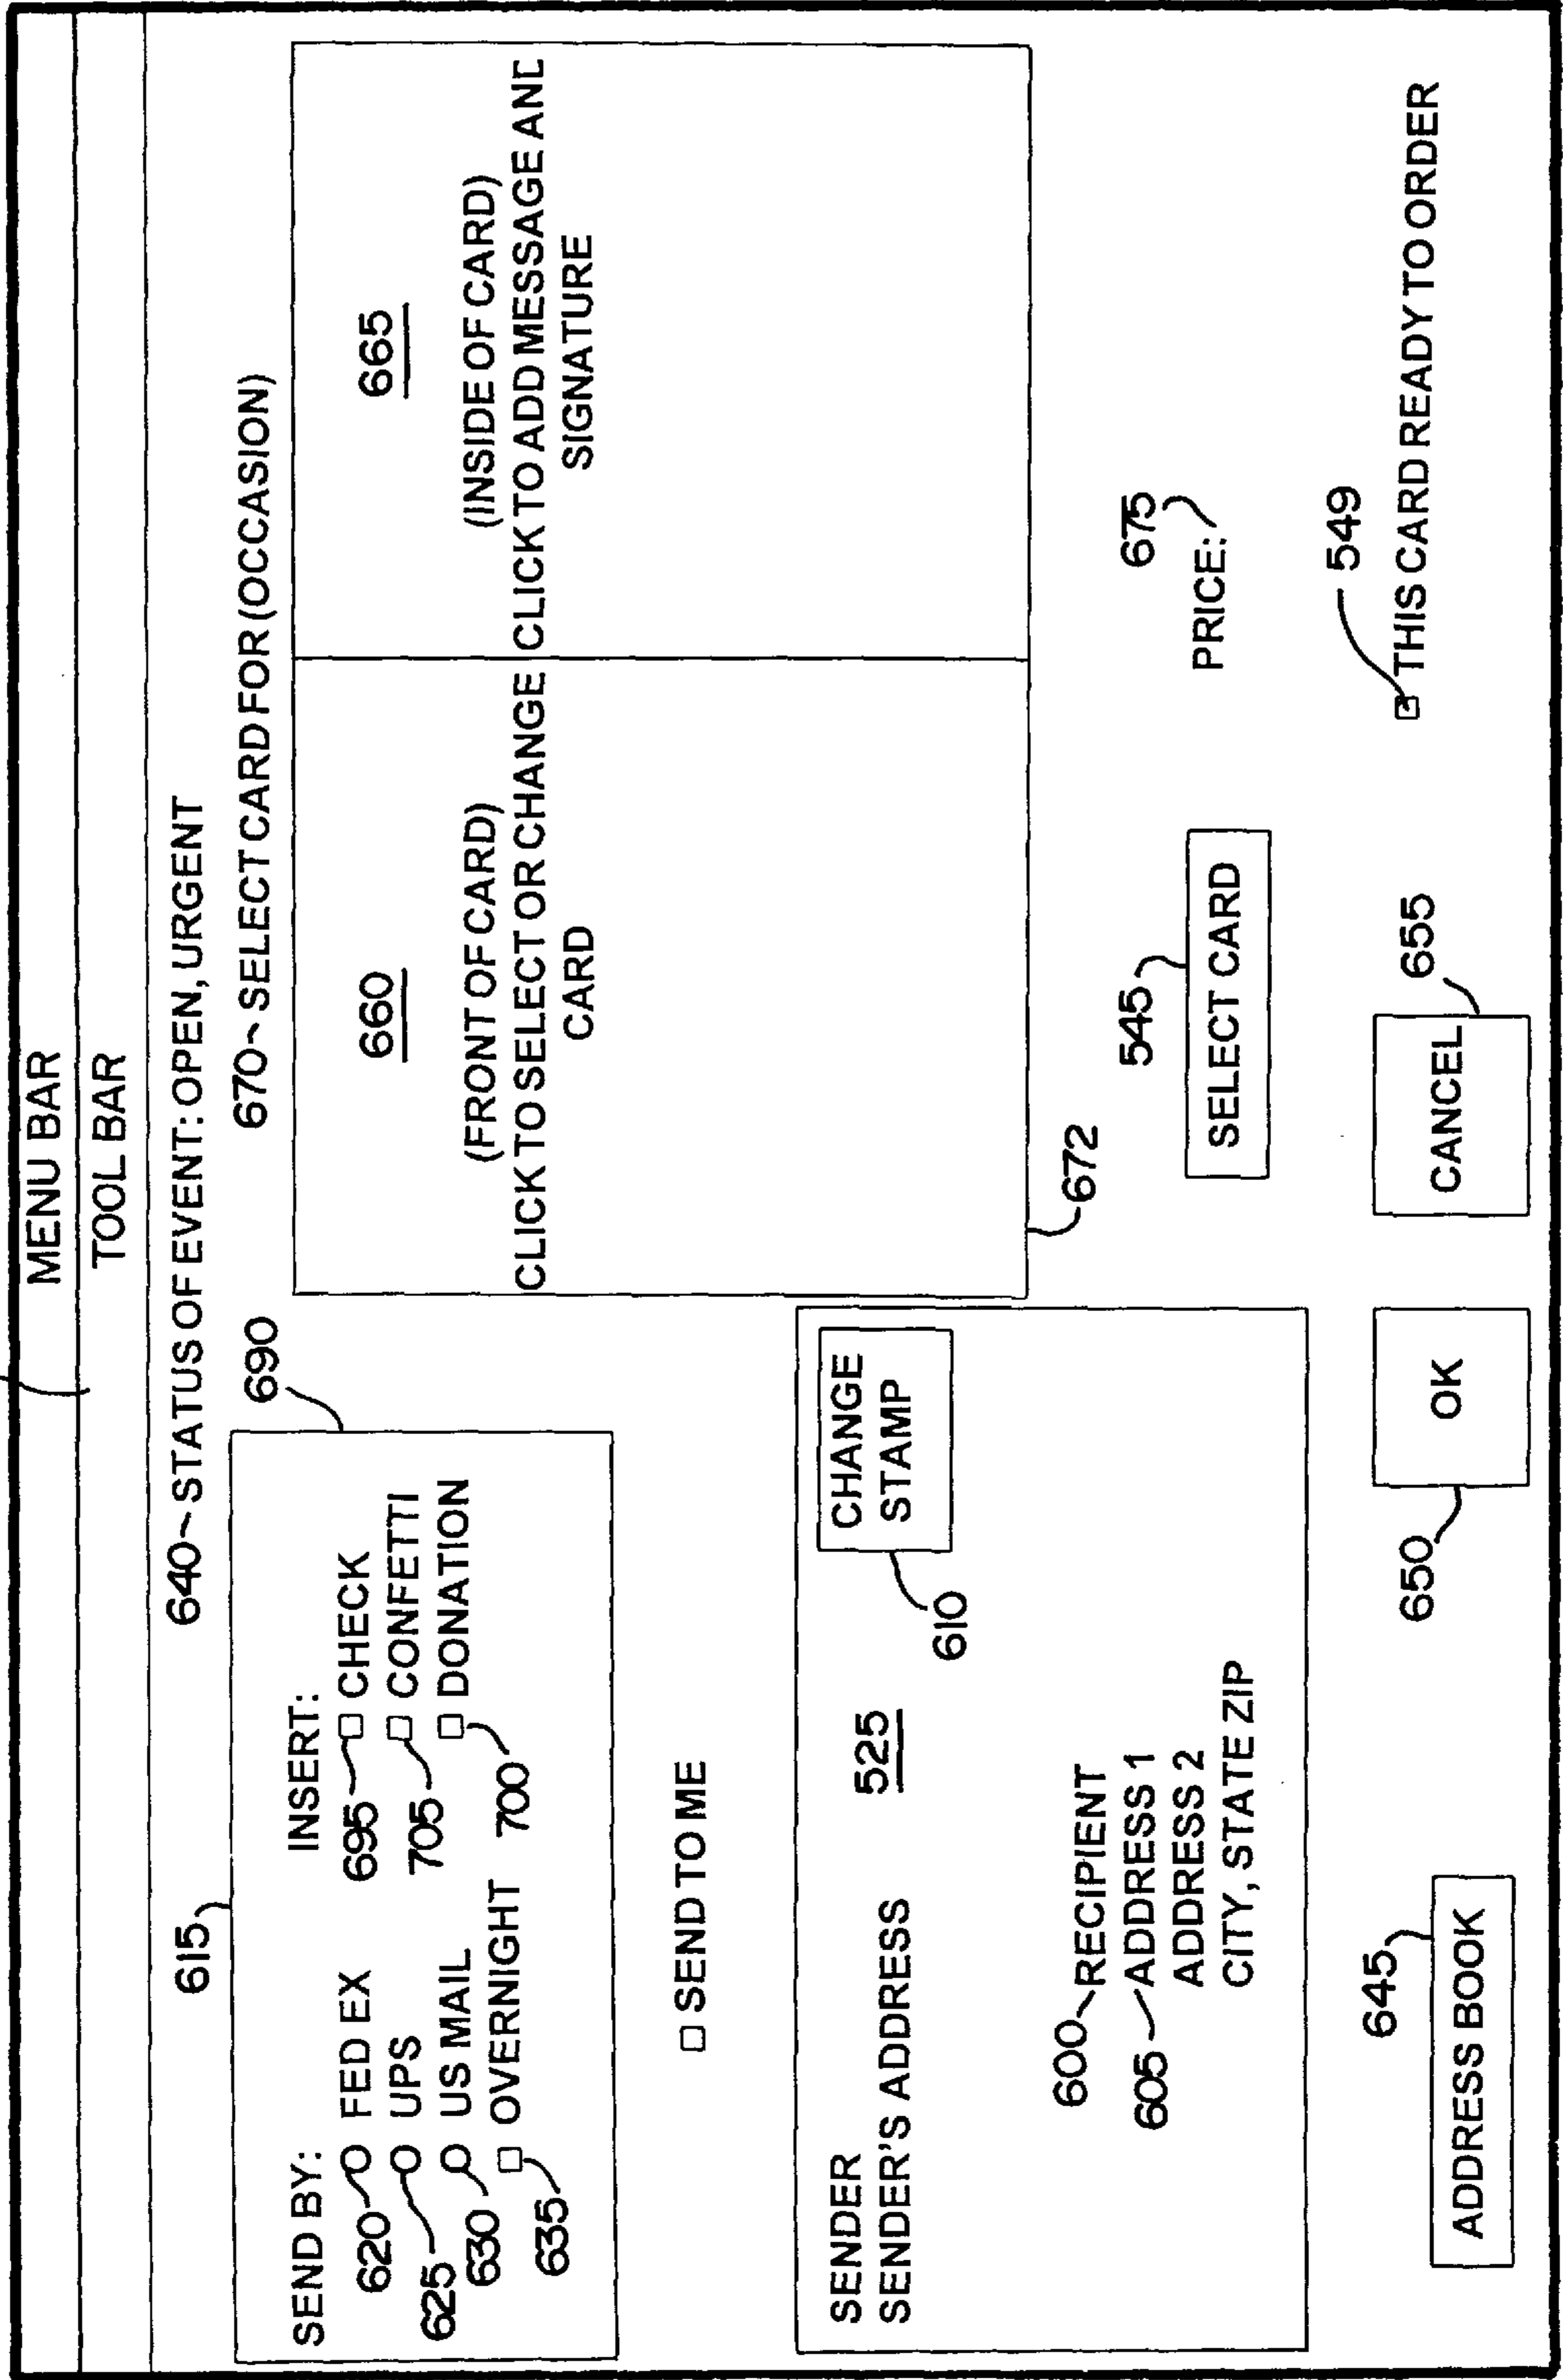 MENU BAR
TOOL BAR
640 STATUS OF EVENT: OPEN, URGENT
615
690
670 SELECT CARD FOR (OCCASION)
SEND BY:
620 FED EX
625 UPS
630 US MAIL
635 OVERNIGHT
INSERT:
695 CHECK
705 CONFETTI
700 DONATION
SEND TO ME
660
(FRONT OF CARD)
CLICK TO SELECT OR CHANGE
CARD
665
(INSIDE OF CARD)
CLICK TO ADD MESSAGE AND
SIGNATURE
672
SENDER
SENDER'S ADDRESS
525
CHANGE
STAMP
610
600 RECIPIENT
605 ADDRESS 1
ADDRESS 2
CITY, STATE ZIP
545
SELECT CARD
675
PRICE:
645
ADDRESS BOOK
650
OK
CANCEL
655
549
THIS CARD READY TO ORDER